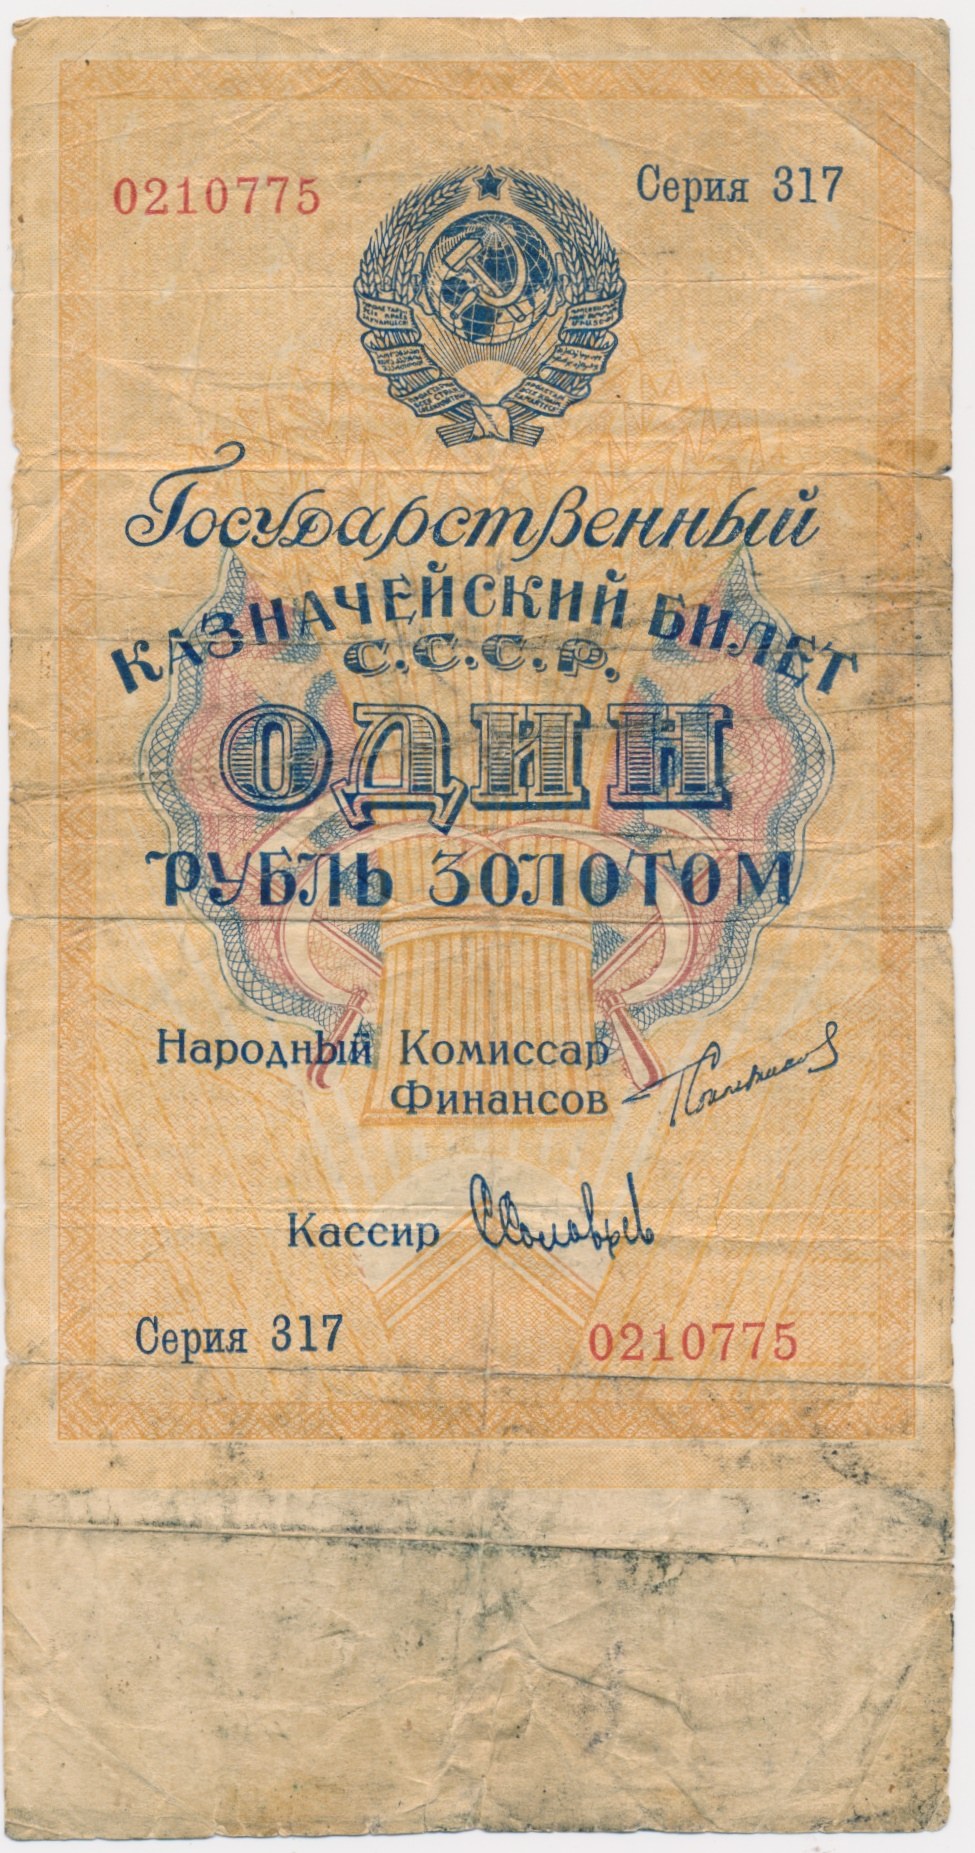 0210775
Серия 317
Государственный
КАЗНАЧЕЙСКИЙ БИЛЕТ
С.С.С.Р.
ОДИН
РУБЛЬ ЗОЛОТОМ
Народный Комиссар
Финансов
Кассир
Серия 317
0210775